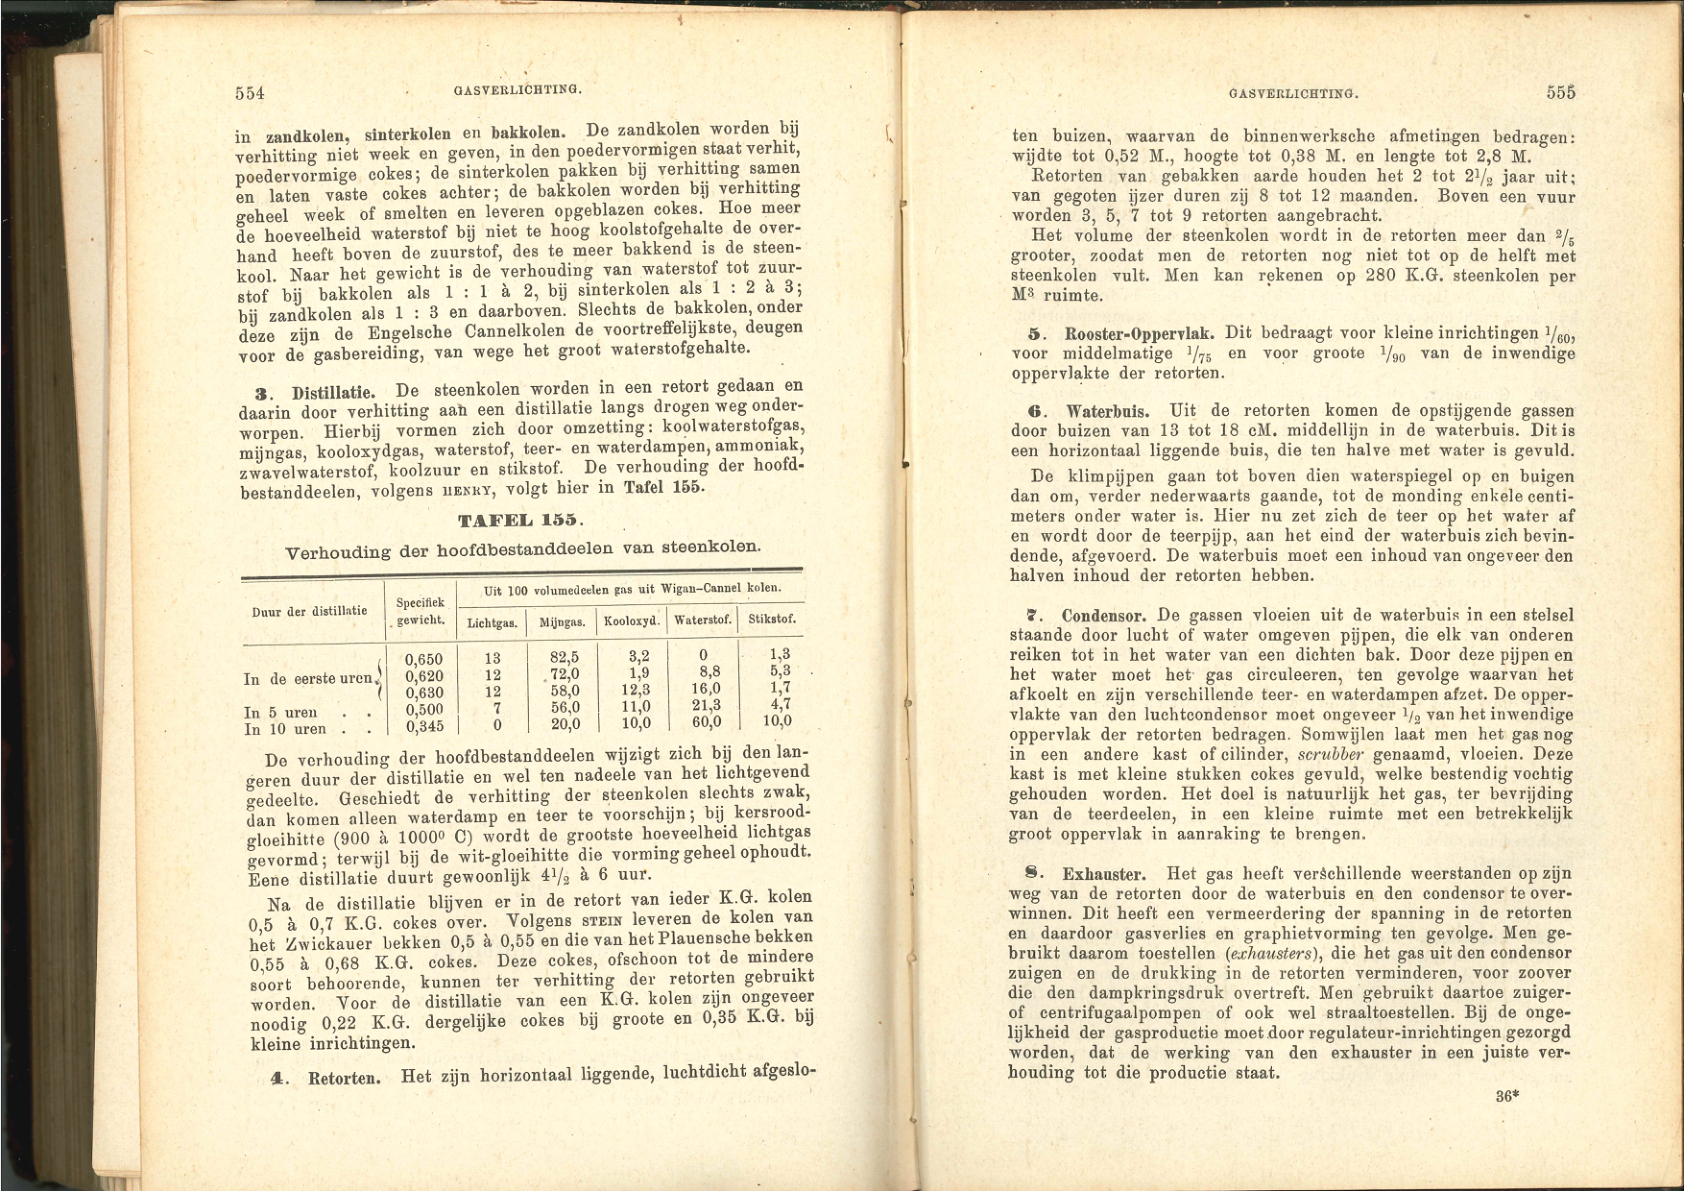 554
GASVERLICHTING.
in zandkolen, sinterkolen en bakkolen. De zandkolen worden bij
verhitting niet week en geven, in den poedervormigen staat verhit,
poedervormige cokes; de sinterkolen pakken bij verhitting samen
en laten vaste cokes achter; de bakkolen worden bij verhitting
geheel week of smelten en leveren opgeblazen cokes. Hoe meer
de hoeveelheid waterstof bij niet te hoog koolstofgehalte de over-
hand heeft boven de zuurstof, des te meer bakkend is de steen-
kool. Naar het gewicht is de verhouding van waterstof tot zuur-
stof bij bakkolen als 1 : 1 à 2, bij sinterkolen als 1 : 2 à 3;
bij zandkolen als 1 : 3 en daarboven. Slechts de bakkolen, onder
deze zijn de Engelsche Cannelkolen de voortreffelijkste, deugen
voor de gasbereiding, van wege het groot waterstofgehalte.
3. Distillatie. De steenkolen worden in een retort gedaan en
daarin door verhitting aan een distillatie langs drogen weg onder-
worpen. Hierbij vormen zich door omzetting: koolwaterstofgas,
mijngas, kooloxydgas, waterstof, teer- en waterdampen, ammoniak,
zwavelwaterstof, koolzuur en stikstof. De verhouding der hoofd-
bestanddeelen, volgens HENRY, volgt hier in Tafel 155.
TAFEL 155.
Verhouding der hoofdbestanddeelen van steenkolen.
Duur der distillatie | Specifiek gewicht. | Uit 100 volumedeelen gas uit Wigan-Cannel kolen.
Lichtgas. | Mijngas. | Kooloxyd. | Waterstof. | Stikstof.
0,650 | 13 | 82,5 | 3,2 | 0 | 1,3
In de eerste uren | 0,620 | 12 | 72,0 | 1,9 | 8,8 | 5,3
0,630 | 12 | 58,0 | 12,3 | 16,0 | 1,7
In 5 uren . . | 0,500 | 7 | 56,0 | 11,0 | 21,3 | 4,7
In 10 uren . . | 0,345 | 0 | 20,0 | 10,0 | 60,0 | 10,0
De verhouding der hoofdbestanddeelen wijzigt zich bij den lan-
geren duur der distillatie en wel ten nadeele van het lichtgevend
gedeelte. Geschiedt de verhitting der steenkolen slechts zwak,
dan komen alleen waterdamp en teer te voorschijn; bij kersrood-
gloeihitte (900 à 1000⁰ C) wordt de grootste hoeveelheid lichtgas
gevormd; terwijl bij de wit-gloeihitte die vorming geheel ophoudt.
Eene distillatie duurt gewoonlijk 4¹/₂ à 6 uur.
Na de distillatie blijven er in de retort van ieder K.G. kolen
0,5 à 0,7 K.G. cokes over. Volgens STEIN leveren de kolen van
het Zwickauer bekken 0,5 à 0,55 en die van het Plauensche bekken
0,55 à 0,68 K.G. cokes. Deze cokes, ofschoon tot de mindere
soort behoorende, kunnen ter verhitting der retorten gebruikt
worden. Voor de distillatie van een K.G. kolen zijn ongeveer
noodig 0,22 K.G. dergelijke cokes bij groote en 0,35 K.G. bij
kleine inrichtingen.
4. Retorten. Het zijn horizontaal liggende, luchtdicht afgeslo-
GASVERLICHTING.
555
ten buizen, waarvan de binnenwerksche afmetingen bedragen:
wijdte tot 0,52 M., hoogte tot 0,38 M. en lengte tot 2,8 M.
Retorten van gebakken aarde houden het 2 tot 2¹/₂ jaar uit;
van gegoten ijzer duren zij 8 tot 12 maanden. Boven een vuur
worden 3, 5, 7 tot 9 retorten aangebracht.
Het volume der steenkolen wordt in de retorten meer dan ²/₅
grooter, zoodat men de retorten nog niet tot op de helft met
steenkolen vult. Men kan rekenen op 280 K.G. steenkolen per
M³ ruimte.
5. Rooster-Oppervlak. Dit bedraagt voor kleine inrichtingen ¹/₆₀,
voor middelmatige ¹/₇₅ en voor groote ¹/₉₀ van de inwendige
oppervlakte der retorten.
6. Waterbuis. Uit de retorten komen de opstijgende gassen
door buizen van 13 tot 18 cM. middellijn in de waterbuis. Dit is
een horizontaal liggende buis, die ten halve met water is gevuld.
De klimpijpen gaan tot boven dien waterspiegel op en buigen
dan om, verder nederwaarts gaande, tot de monding enkele centi-
meters onder water is. Hier nu zet zich de teer op het water af
en wordt door de teerpijp, aan het eind der waterbuis zich bevin-
dende, afgevoerd. De waterbuis moet een inhoud van ongeveer den
halven inhoud der retorten hebben.
7. Condensor. De gassen vloeien uit de waterbuis in een stelsel
staande door lucht of water omgeven pijpen, die elk van onderen
reiken tot in het water van een dichten bak. Door deze pijpen en
het water moet het gas circuleeren, ten gevolge waarvan het
afkoelt en zijn verschillende teer- en waterdampen afzet. De opper-
vlakte van den luchtcondensor moet ongeveer ¹/₂ van het inwendige
oppervlak der retorten bedragen. Somwijlen laat men het gas nog
in een andere kast of cilinder, scrubber genaamd, vloeien. Deze
kast is met kleine stukken cokes gevuld, welke bestendig vochtig
gehouden worden. Het doel is natuurlijk het gas, ter bevrijding
van de teerdeelen, in een kleine ruimte met een betrekkelijk
groot oppervlak in aanraking te brengen.
8. Exhauster. Het gas heeft verschillende weerstanden op zijn
weg van de retorten door de waterbuis en den condensor te over-
winnen. Dit heeft een vermeerdering der spanning in de retorten
en daardoor gasverlies en graphietvorming ten gevolge. Men ge-
bruikt daarom toestellen (exhausters), die het gas uit den condensor
zuigen en de drukking in de retorten verminderen, voor zoover
die den dampkringsdruk overtreft. Men gebruikt daartoe zuiger-
of centrifugaalpompen of ook wel straaltoestellen. Bij de onge-
lijkheid der gasproductie moet door regulateur-inrichtingen gezorgd
worden, dat de werking van den exhauster in een juiste ver-
houding tot die productie staat.
36*